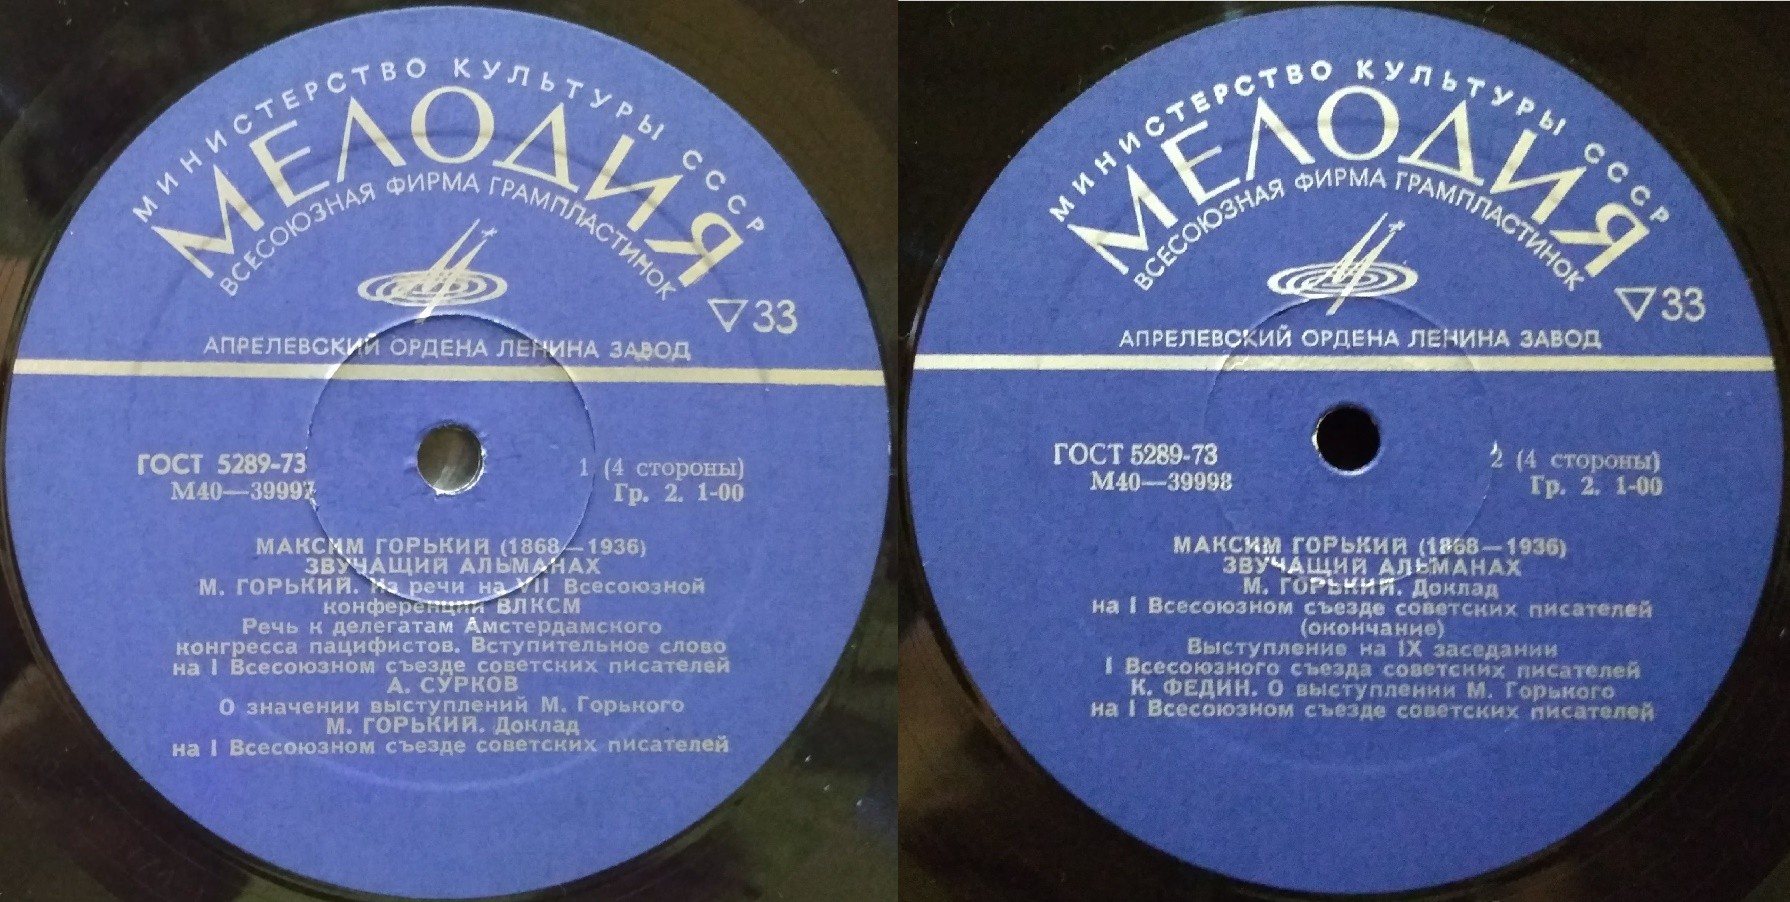 МИНИСТЕРСТВО КУЛЬТУРЫ СССР
МЕЛОДИЯ
ВСЕСОЮЗНАЯ ФИРМА ГРАМПЛАСТИНОК
▽33
АПРЕЛЕВСКИЙ ОРДЕНА ЛЕНИНА ЗАВОД
ГОСТ 5289-73
М40—39997
1 (4 стороны)
Гр. 2. 1-00
МАКСИМ ГОРЬКИЙ (1868—1936)
ЗВУЧАЩИЙ АЛЬМАНАХ
М. ГОРЬКИЙ. Из речи на VII Всесоюзной
конференции ВЛКСМ
Речь к делегатам Амстердамского
конгресса пацифистов. Вступительное слово
на I Всесоюзном съезде советских писателей
А. СУРКОВ
О значении выступлений М. Горького
М. ГОРЬКИЙ. Доклад
на I Всесоюзном съезде советских писателей
МИНИСТЕРСТВО КУЛЬТУРЫ СССР
МЕЛОДИЯ
ВСЕСОЮЗНАЯ ФИРМА ГРАМПЛАСТИНОК
▽33
АПРЕЛЕВСКИЙ ОРДЕНА ЛЕНИНА ЗАВОД
ГОСТ 5289-73
М40—39998
2 (4 стороны)
Гр. 2. 1-00
МАКСИМ ГОРЬКИЙ (1868—1936)
ЗВУЧАЩИЙ АЛЬМАНАХ
М. ГОРЬКИЙ. Доклад
на I Всесоюзном съезде советских писателей
(окончание)
Выступление на IX заседании
I Всесоюзного съезда советских писателей
К. ФЕДИН. О выступлении М. Горького
на I Всесоюзном съезде советских писателей